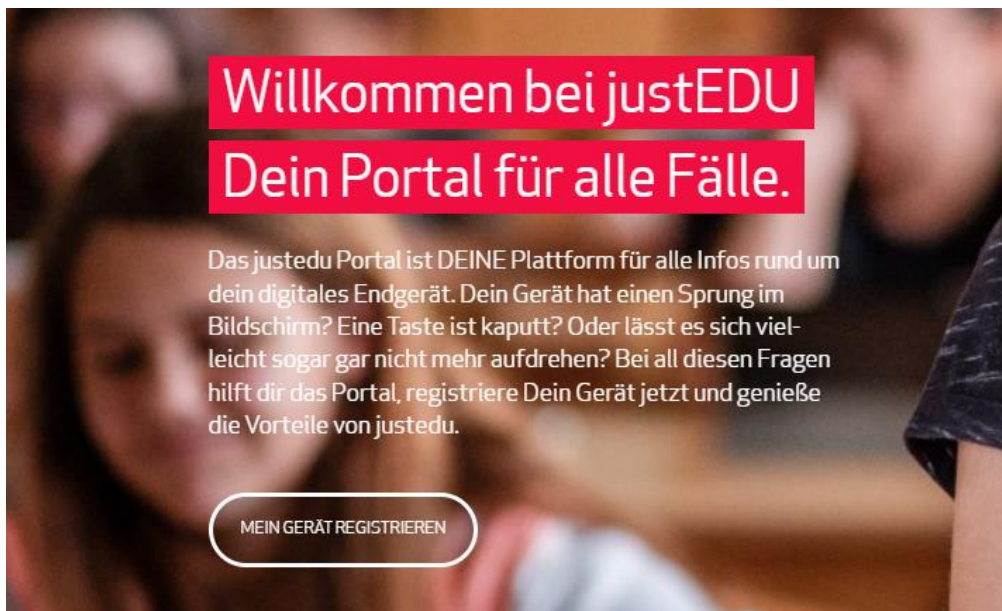 Willkommen bei justEDU
Dein Portal für alle Fälle.
Das justedu Portal ist DEINE Plattform für alle Infos rund um
dein digitales Endgerät. Dein Gerät hat einen Sprung im
Bildschirm? Eine Taste ist kaputt? Oder lässt es sich viel-
leicht sogar gar nicht mehr aufdrehen? Bei all diesen Fragen
hilft dir das Portal, registriere Dein Gerät jetzt und genieße
die Vorteile von justedu.
MEIN GERÄT REGISTRIEREN